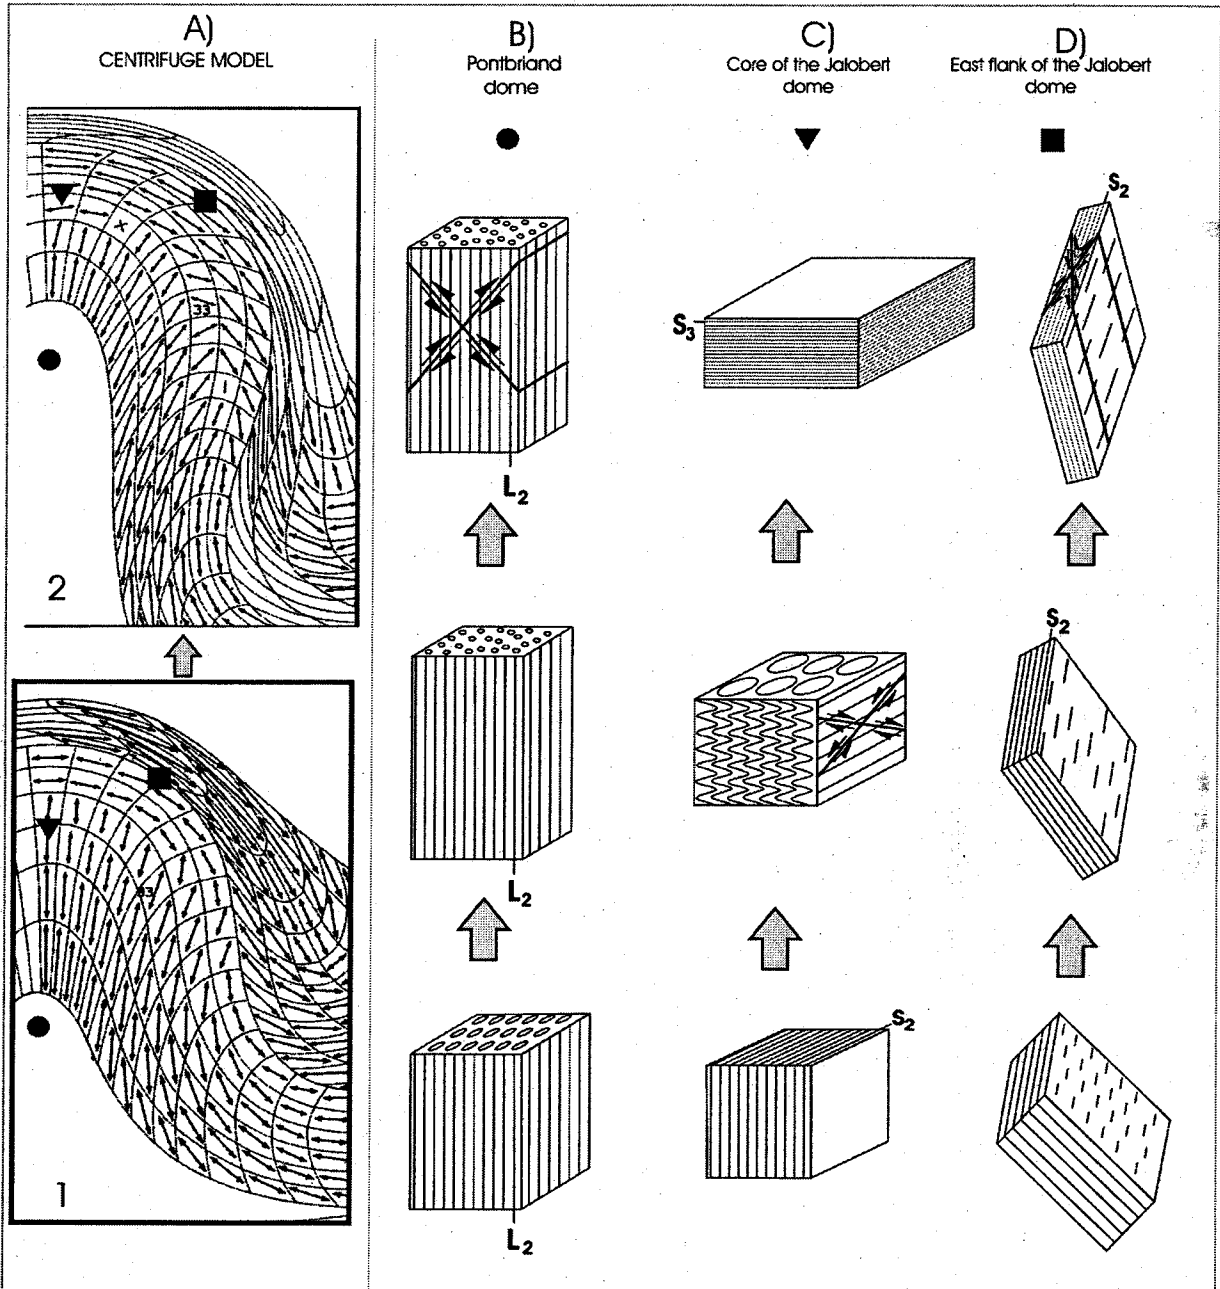 A)
CENTRIFUGE MODEL
B)
Pontbriand
dome
C)
Core of the Jalobert
dome
D)
East flank of the Jalobert
dome
X
33
2
1
L₂
S₃
S₂
L₂
S₂
33
1
L₂
S₂